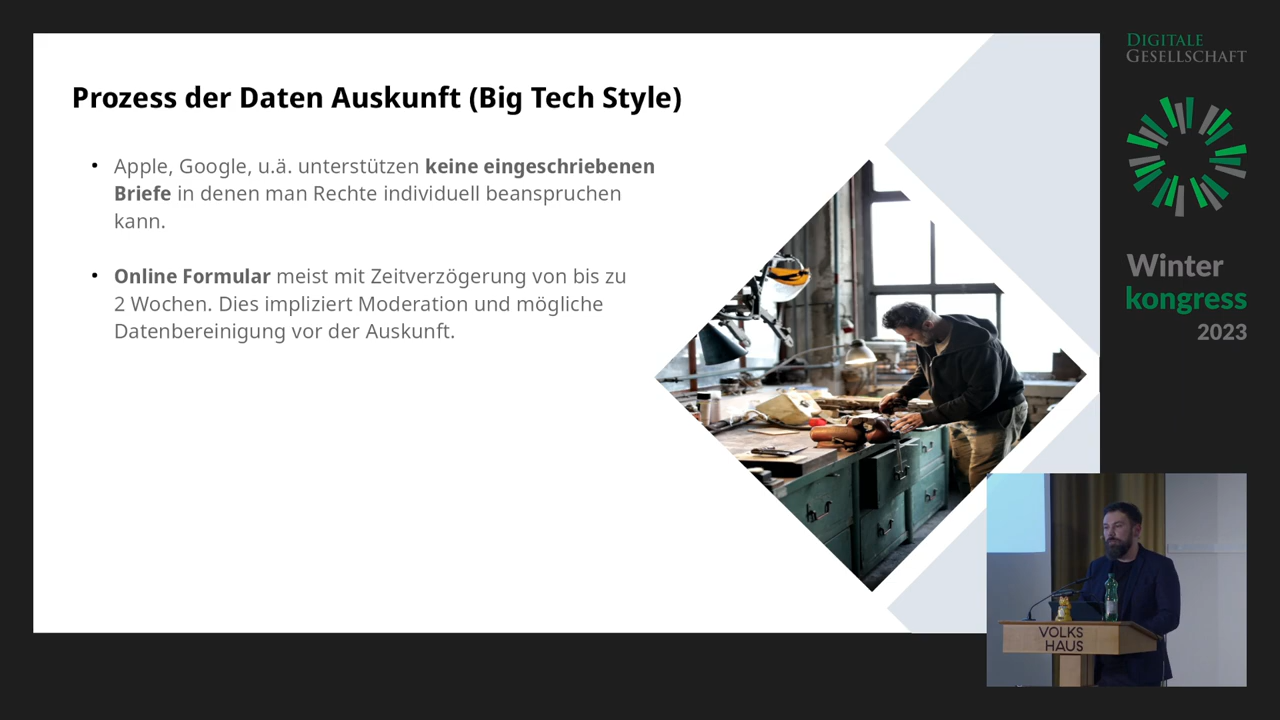 Prozess der Daten Auskunft (Big Tech Style)
• Apple, Google, u.ä. unterstützen keine eingeschriebenen
Briefe in denen man Rechte individuell beanspruchen
kann.
• Online Formular meist mit Zeitverzögerung von bis zu
2 Wochen. Dies impliziert Moderation und mögliche
Datenbereinigung vor der Auskunft.
DIGITALE
GESELLSCHAFT
Winter
kongress
2023
VOLKS
HAUS